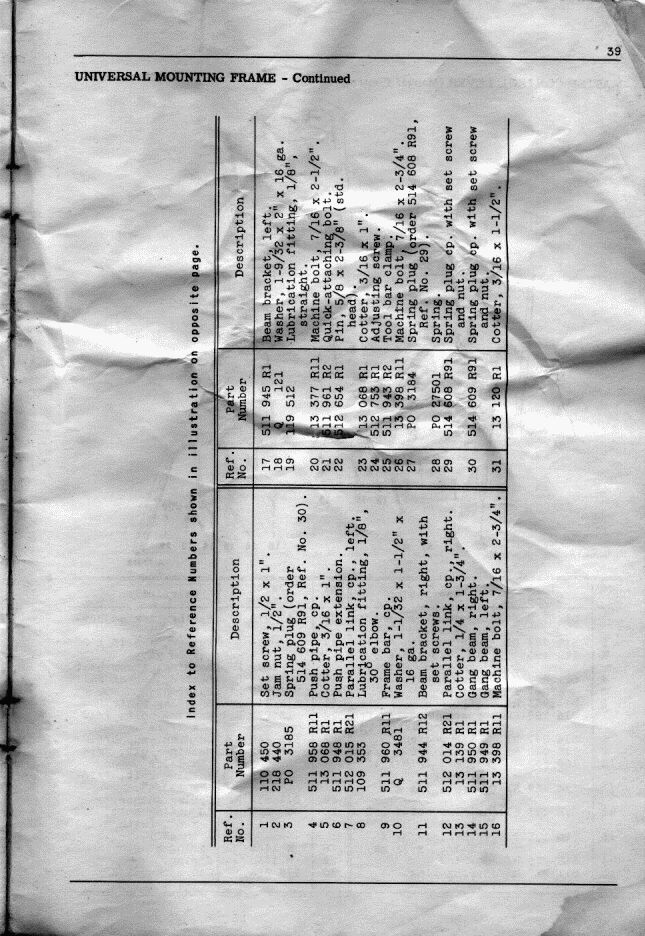 39
UNIVERSAL MOUNTING FRAME - Continued
Index to Reference Numbers shown in illustration on opposite page.
Ref. No. Part Number Description
1 110 450 Set screw, 1/2 x 1".
2 218 440 Jam nut, 1/2".
3 PO 3185 Spring plug (order
514 609 R91, Ref. No. 30).
4 511 958 R11 Push pipe, cp.
5 13 068 R1 Cotter, 3/16 x 1".
6 511 948 R1 Push pipe extension.
7 512 015 R21 Parallel link, cp., left.
8 109 353 Lubrication fitting, 1/8",
30° elbow.
9 511 960 R11 Frame bar, cp.
10 Q 3481 Washer, 1-1/32 x 1-1/2" x
16 ga.
11 511 944 R12 Beam bracket, right, with
set screws.
12 512 014 R21 Parallel link, cp., right.
13 13 139 R1 Cotter, 1/4 x 1-3/4".
14 511 950 R1 Gang beam, right.
15 511 949 R1 Gang beam, left.
16 13 398 R11 Machine bolt, 7/16 x 2-3/4".
Ref. No. Part Number Description
17 511 945 R1 Beam bracket, left.
18 Q 121 Washer, 1-9/32 x 2" x 16 ga.
19 119 512 Lubrication fitting, 1/8",
straight.
20 13 377 R11 Machine bolt, 7/16 x 2-1/2".
21 511 961 R2 Quick-attaching bolt.
22 512 654 R1 Pin, 5/8 x 2-3/8" (std.
head).
23 13 068 R1 Cotter, 3/16 x 1".
24 512 753 R1 Adjusting screw.
25 511 943 R2 Tool bar clamp.
26 13 398 R11 Machine bolt, 7/16 x 2-3/4".
27 PO 3184 Spring plug (order 514 608 R91,
Ref. No. 29).
28 PO 27501 Spring.
29 514 608 R91 Spring plug cp. with set screw
and nut.
30 514 609 R91 Spring plug cp. with set screw
and nut.
31 13 120 R1 Cotter, 3/16 x 1-1/2".